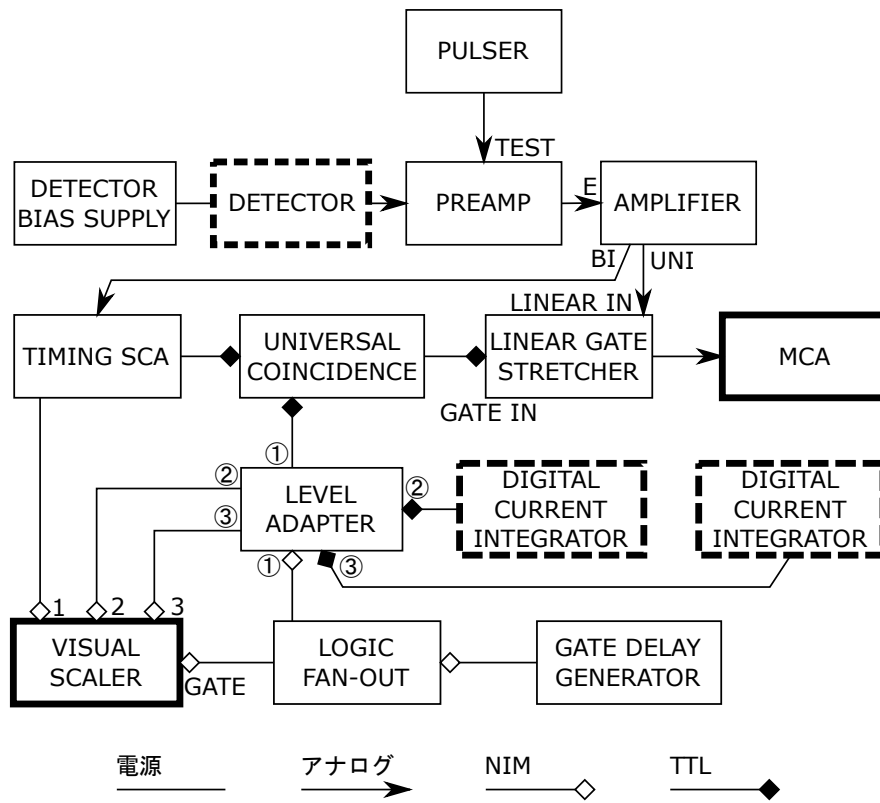 PULSER
TEST
DETECTOR
BIAS SUPPLY
DETECTOR
PREAMP
E
AMPLIFIER
BI
UNI
LINEAR IN
TIMING SCA
UNIVERSAL
COINCIDENCE
LINEAR GATE
STRETCHER
MCA
GATE IN
①
②
③
LEVEL
ADAPTER
②
DIGITAL
CURRENT
INTEGRATOR
DIGITAL
CURRENT
INTEGRATOR
①
③
1
2
3
VISUAL
SCALER
GATE
LOGIC
FAN-OUT
GATE DELAY
GENERATOR
電源
アナログ
NIM
TTL